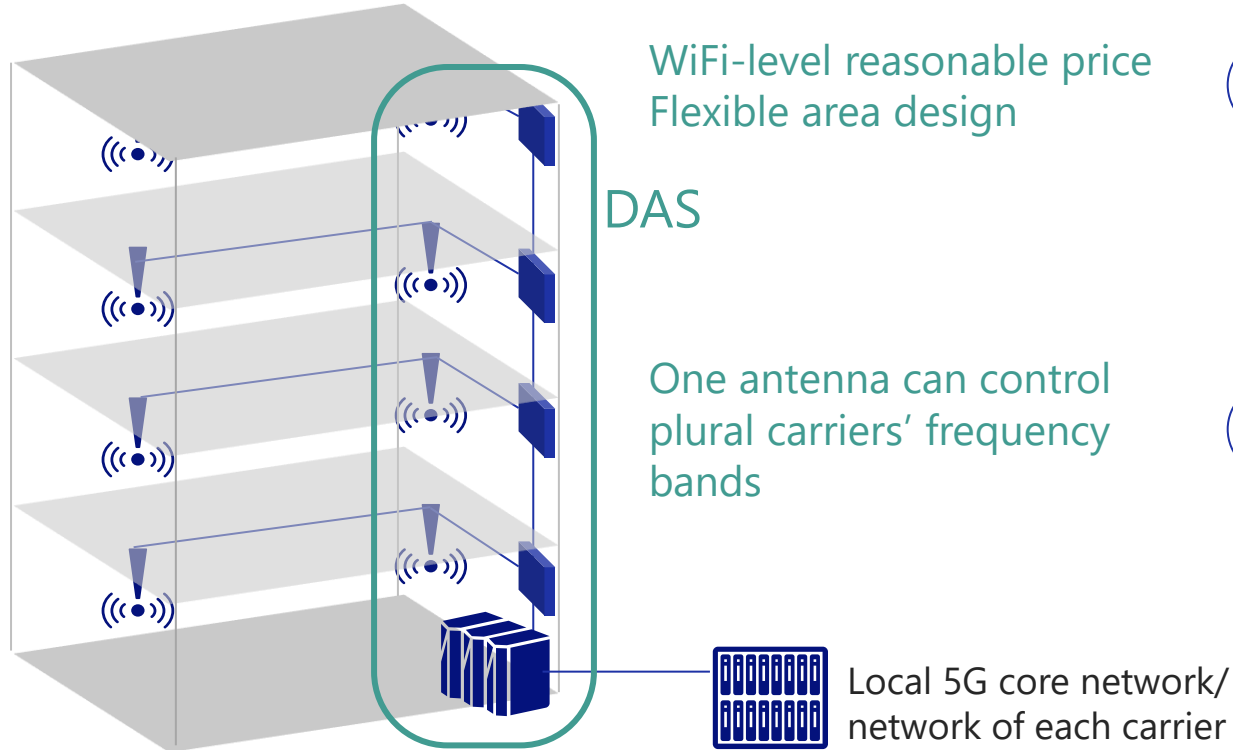 WiFi-level reasonable price
Flexible area design
DAS
One antenna can control
plural carriers’ frequency
bands
Local 5G core network/
network of each carrier